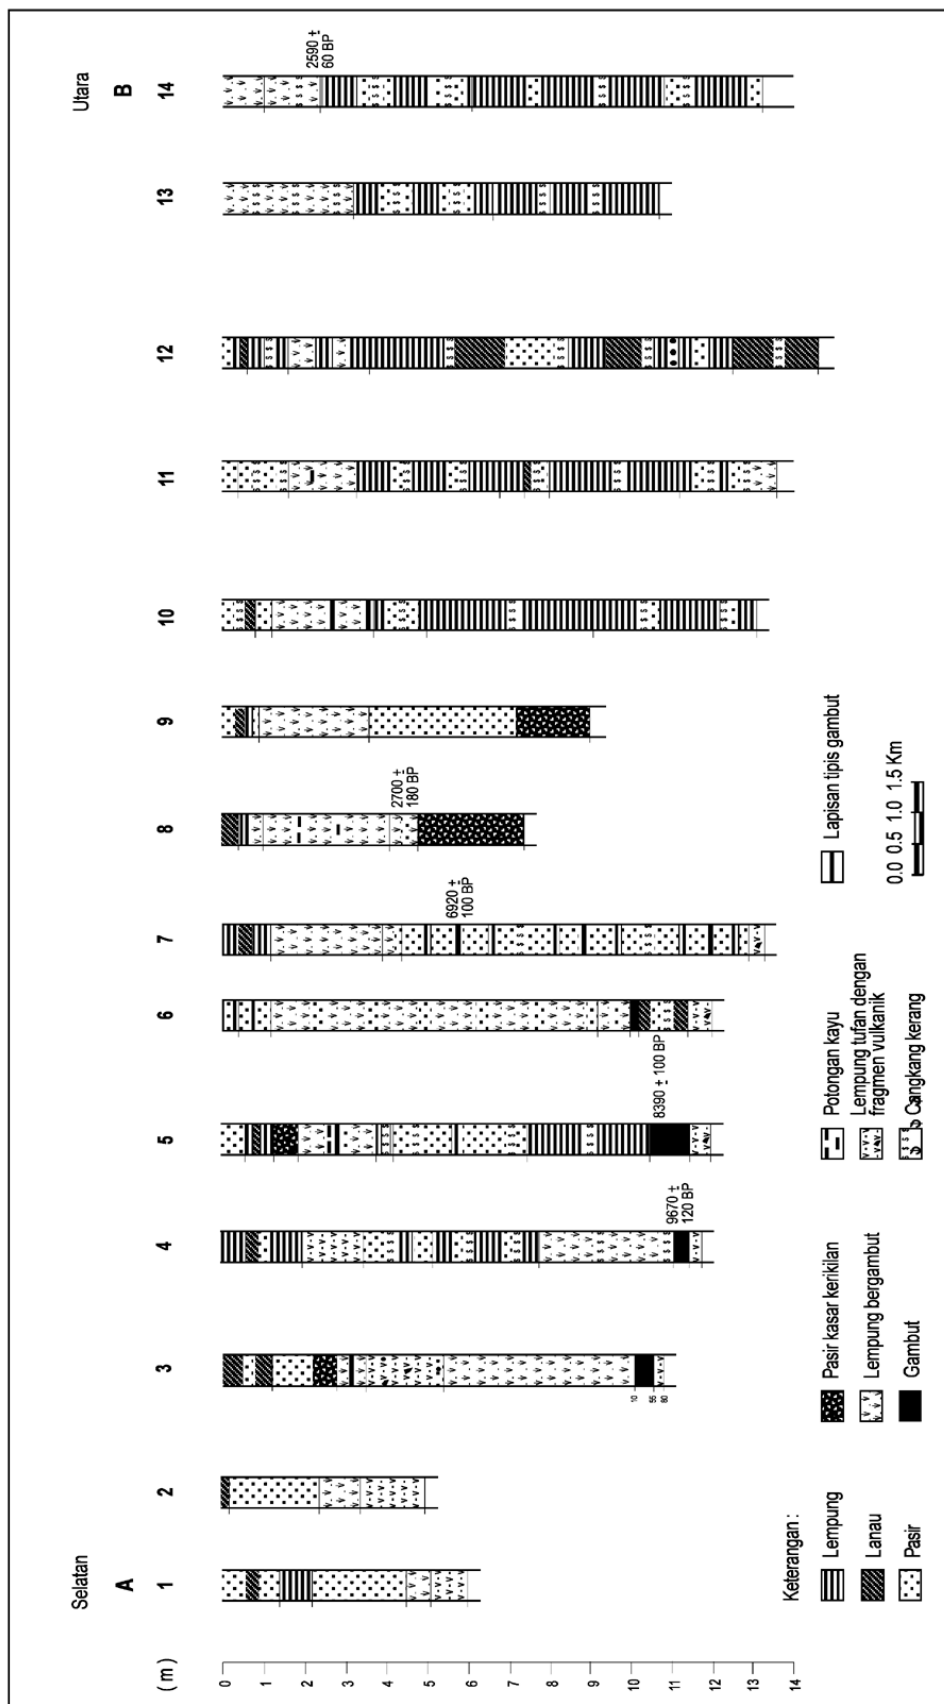 Selatan
Utara
A
B
1
2
3
4
5
6
7
8
9
10
11
12
13
14
( m )
0
1
2
3
4
5
6
7
8
9
10
11
12
13
14
10
55
80
9670 ±
120 BP
8390 ± 100 BP
6920 ±
100 BP
2700 ±
180 BP
2590 ±
60 BP
Keterangan :
Lempung
Lanau
Pasir
Pasir kasar kerikilan
Lempung bergambut
Gambut
Potongan kayu
Lempung tufan dengan
fragmen vulkanik
Cangkang kerang
Lapisan tipis gambut
0.0 0.5 1.0 1.5 Km